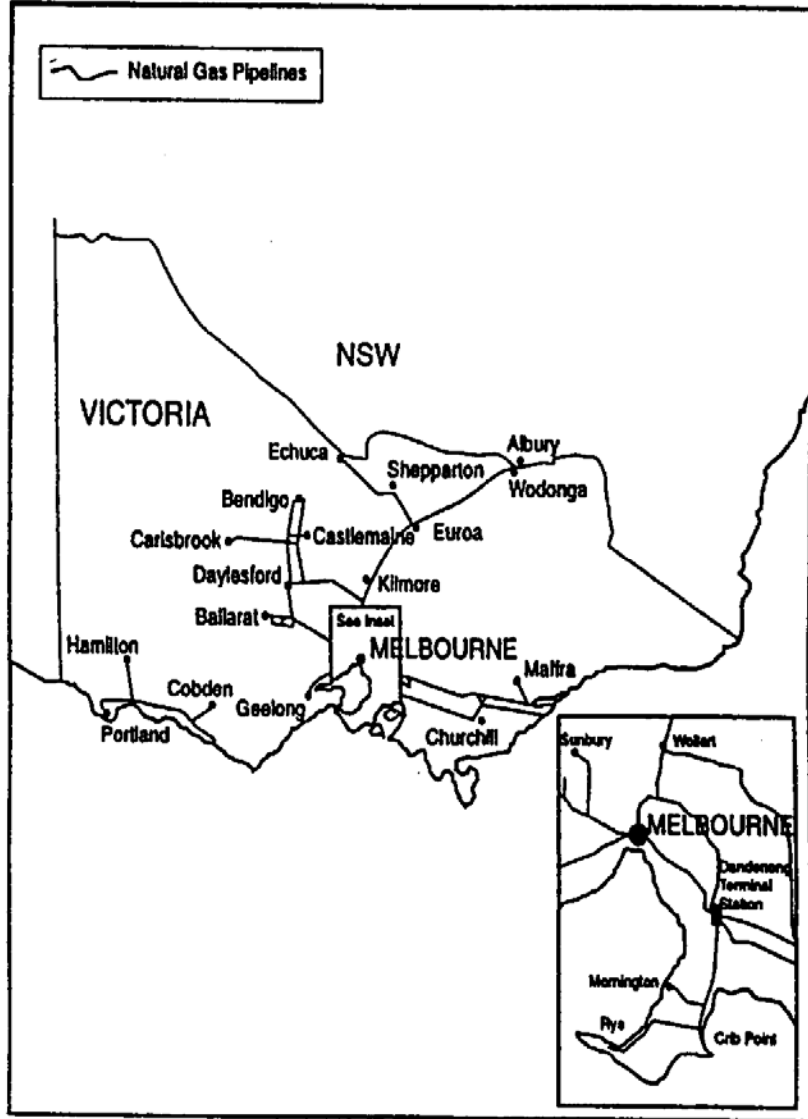 Natural Gas Pipelines
NSW
VICTORIA
Albury
Echuca
Shepparton
Wodonga
Bendigo
Castlemaine
Euroa
Carlsbrook
Daylesford
Kilmore
Bailarat
See Inset
MELBOURNE
Hamilton
Maffra
Cobden
Geelong
Portland
Churchill
Sunbury
Wollert
MELBOURNE
Dandenong
Terminal
Station
Mornington
Rye
Crib Point